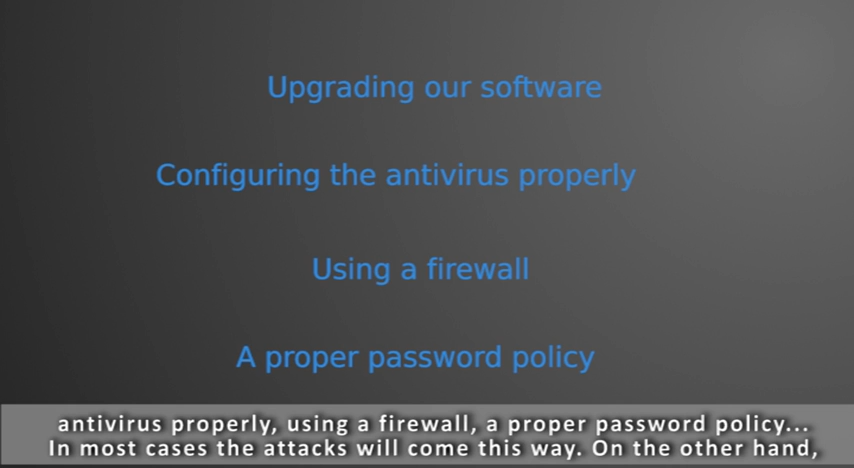 Upgrading our software
Configuring the antivirus properly
Using a firewall
A proper password policy
antivirus properly, using a firewall, a proper password policy...
In most cases the attacks will come this way. On the other hand,